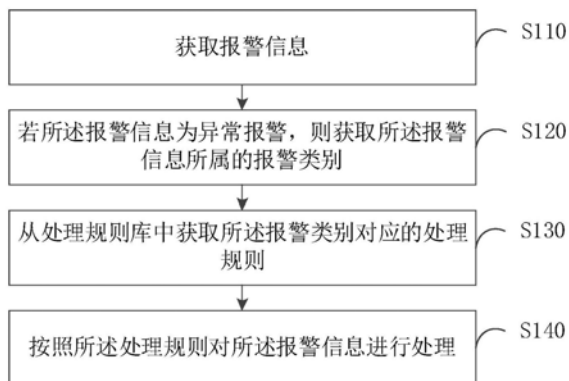 获取报警信息
S110
若所述报警信息为异常报警，则获取所述报警
信息所属的报警类别
S120
从处理规则库中获取所述报警类别对应的处理
规则
S130
按照所述处理规则对所述报警信息进行处理
S140